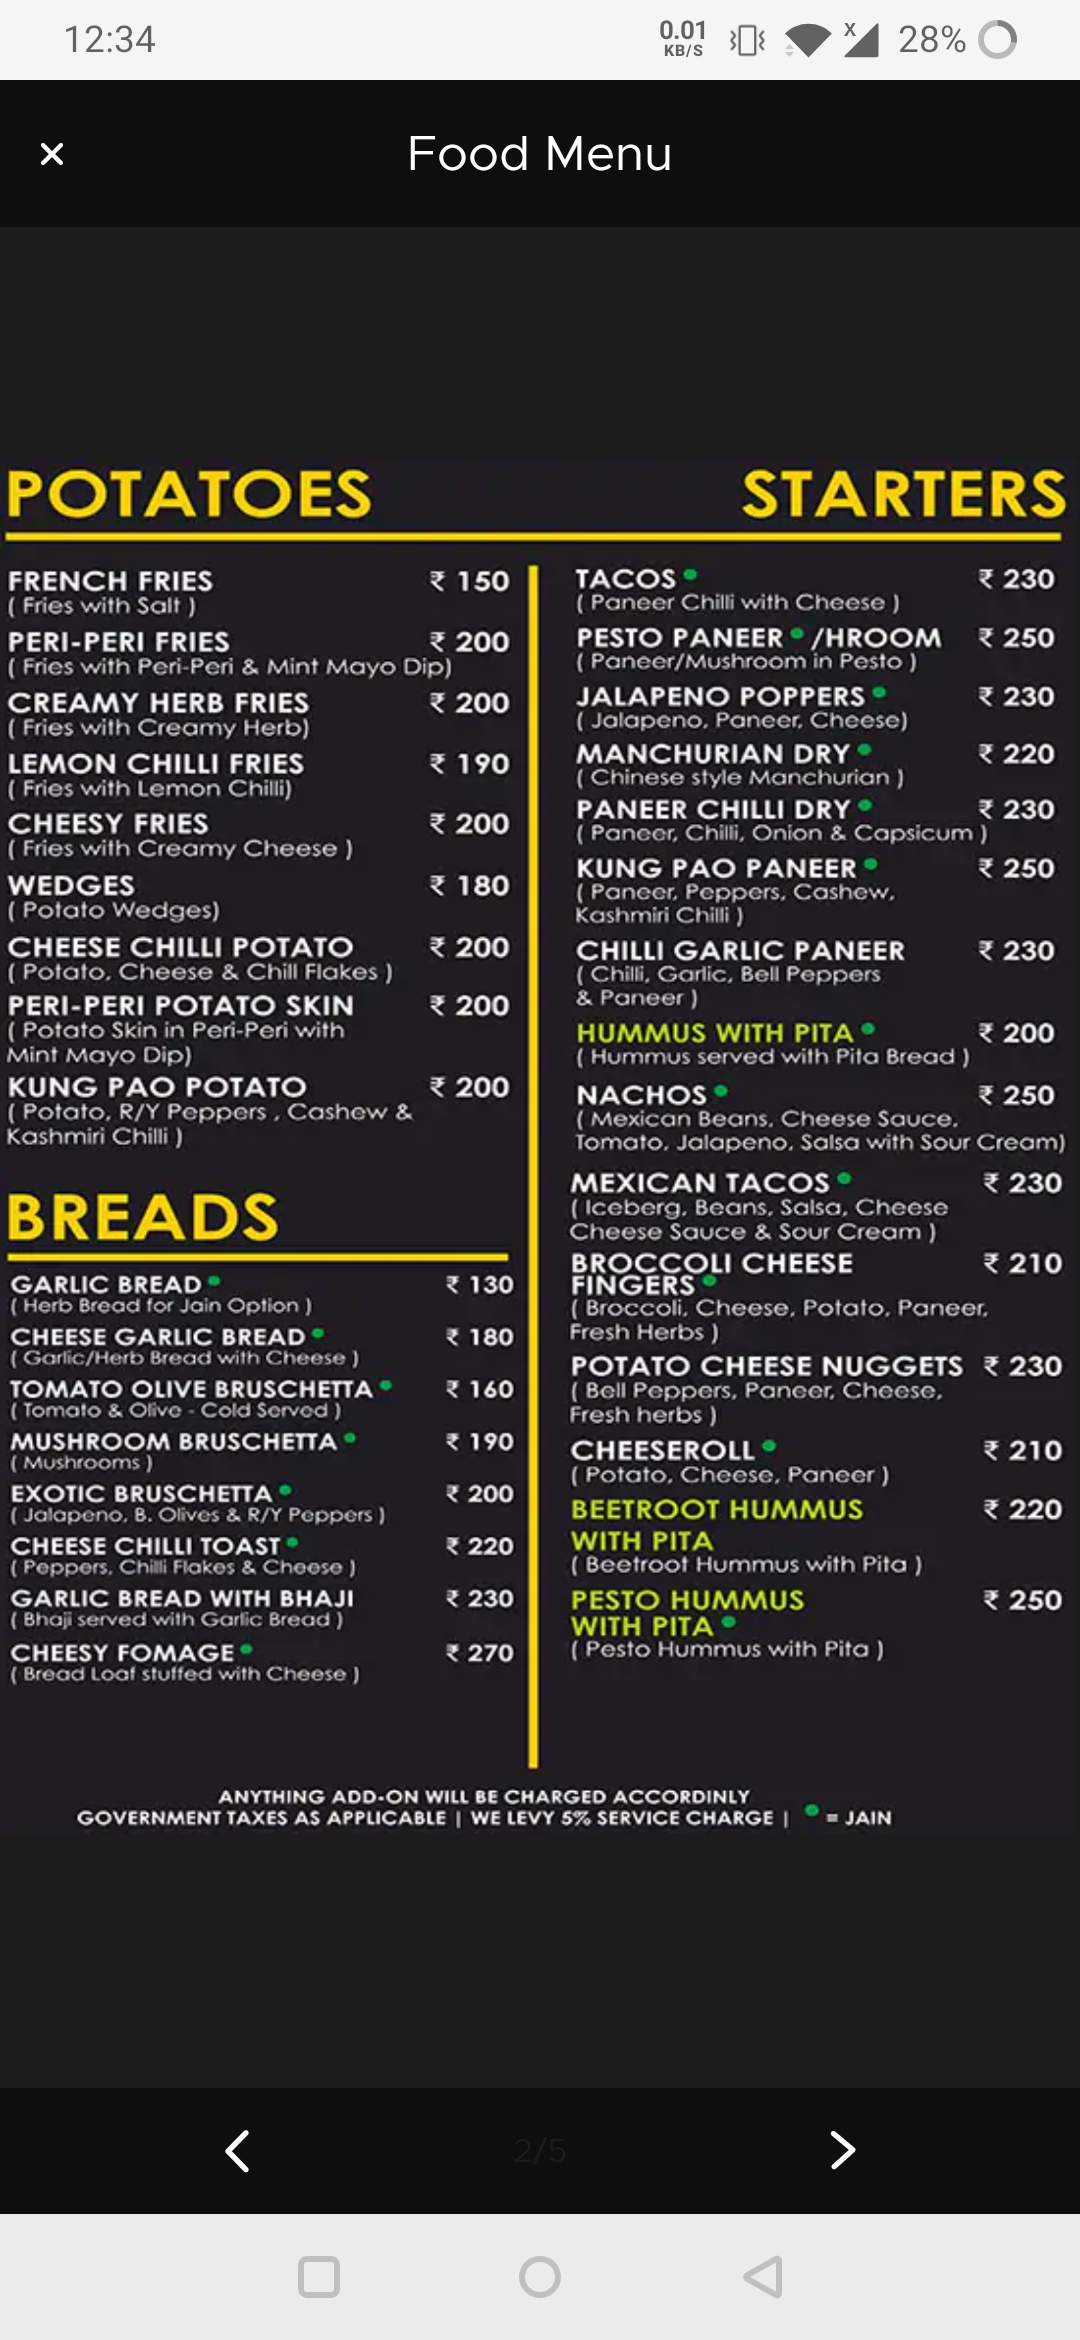 12:34
0.01
KB/S
X
28%
Food Menu
POTATOES
FRENCH FRIES ₹ 150
( Fries with Salt )
PERI-PERI FRIES ₹ 200
( Fries with Peri-Peri & Mint Mayo Dip)
CREAMY HERB FRIES ₹ 200
( Fries with Creamy Herb)
LEMON CHILLI FRIES ₹ 190
( Fries with Lemon Chilli)
CHEESY FRIES ₹ 200
( Fries with Creamy Cheese )
WEDGES ₹ 180
( Potato Wedges)
CHEESE CHILLI POTATO ₹ 200
( Potato, Cheese & Chill Flakes )
PERI-PERI POTATO SKIN ₹ 200
( Potato Skin in Peri-Peri with
Mint Mayo Dip)
KUNG PAO POTATO ₹ 200
( Potato, R/Y Peppers , Cashew &
Kashmiri Chilli )
BREADS
GARLIC BREAD ₹ 130
( Herb Bread for Jain Option )
CHEESE GARLIC BREAD ₹ 180
( Garlic/Herb Bread with Cheese )
TOMATO OLIVE BRUSCHETTA ₹ 160
( Tomato & Olive - Cold Served )
MUSHROOM BRUSCHETTA ₹ 190
( Mushrooms )
EXOTIC BRUSCHETTA ₹ 200
( Jalapeno, B. Olives & R/Y Peppers )
CHEESE CHILLI TOAST ₹ 220
( Peppers, Chilli Flakes & Cheese )
GARLIC BREAD WITH BHAJI ₹ 230
( Bhaji served with Garlic Bread )
CHEESY FOMAGE ₹ 270
( Bread Loaf stuffed with Cheese )
STARTERS
TACOS ₹ 230
( Paneer Chilli with Cheese )
PESTO PANEER /HROOM ₹ 250
( Paneer/Mushroom in Pesto )
JALAPENO POPPERS ₹ 230
( Jalapeno, Paneer, Cheese)
MANCHURIAN DRY ₹ 220
( Chinese style Manchurian )
PANEER CHILLI DRY ₹ 230
( Paneer, Chilli, Onion & Capsicum )
KUNG PAO PANEER ₹ 250
( Paneer, Peppers, Cashew,
Kashmiri Chilli )
CHILLI GARLIC PANEER ₹ 230
( Chilli, Garlic, Bell Peppers
& Paneer )
HUMMUS WITH PITA ₹ 200
( Hummus served with Pita Bread )
NACHOS ₹ 250
( Mexican Beans, Cheese Sauce,
Tomato, Jalapeno, Salsa with Sour Cream)
MEXICAN TACOS ₹ 230
( Iceberg, Beans, Salsa, Cheese
Cheese Sauce & Sour Cream )
BROCCOLI CHEESE ₹ 210
FINGERS
( Broccoli, Cheese, Potato, Paneer,
Fresh Herbs )
POTATO CHEESE NUGGETS ₹ 230
( Bell Peppers, Paneer, Cheese,
Fresh herbs )
CHEESEROLL ₹ 210
( Potato, Cheese, Paneer )
BEETROOT HUMMUS ₹ 220
WITH PITA
( Beetroot Hummus with Pita )
PESTO HUMMUS ₹ 250
WITH PITA
( Pesto Hummus with Pita )
ANYTHING ADD-ON WILL BE CHARGED ACCORDINLY
GOVERNMENT TAXES AS APPLICABLE | WE LEVY 5% SERVICE CHARGE | = JAIN
2/5